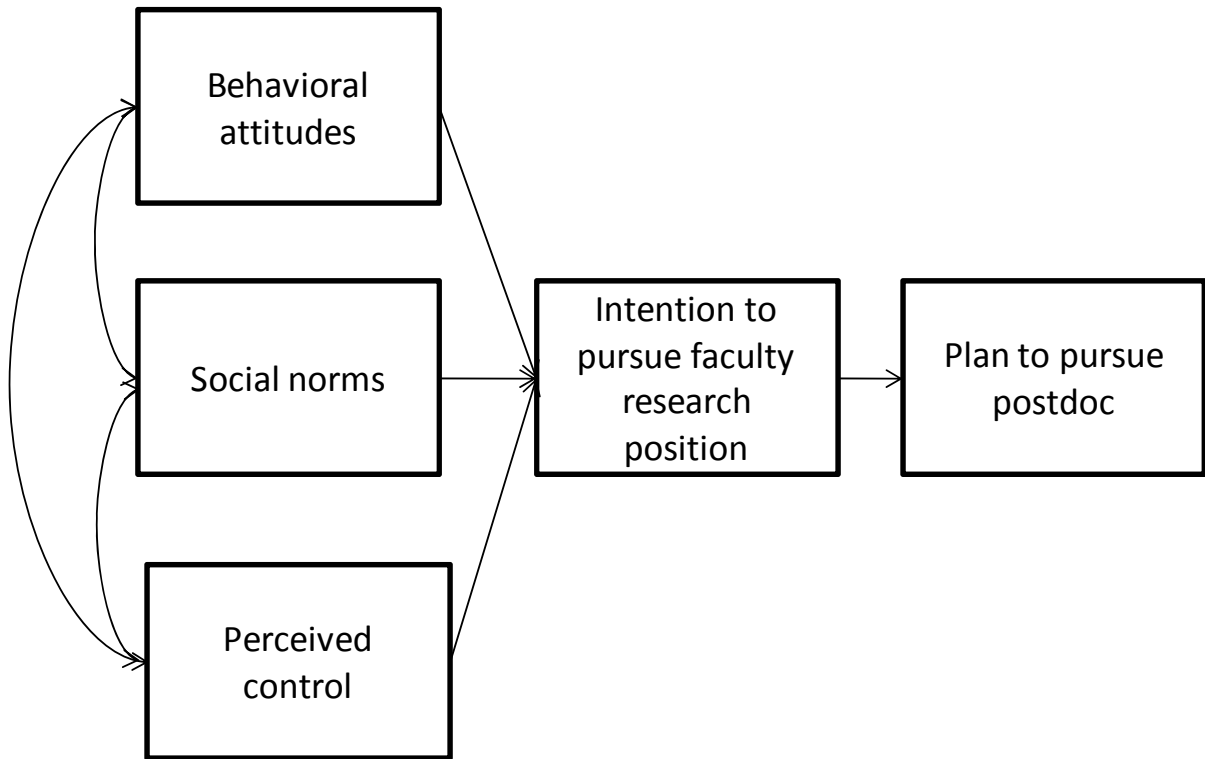 Behavioral
attitudes
Social norms
Intention to
pursue faculty
research
position
Plan to pursue
postdoc
Perceived
control